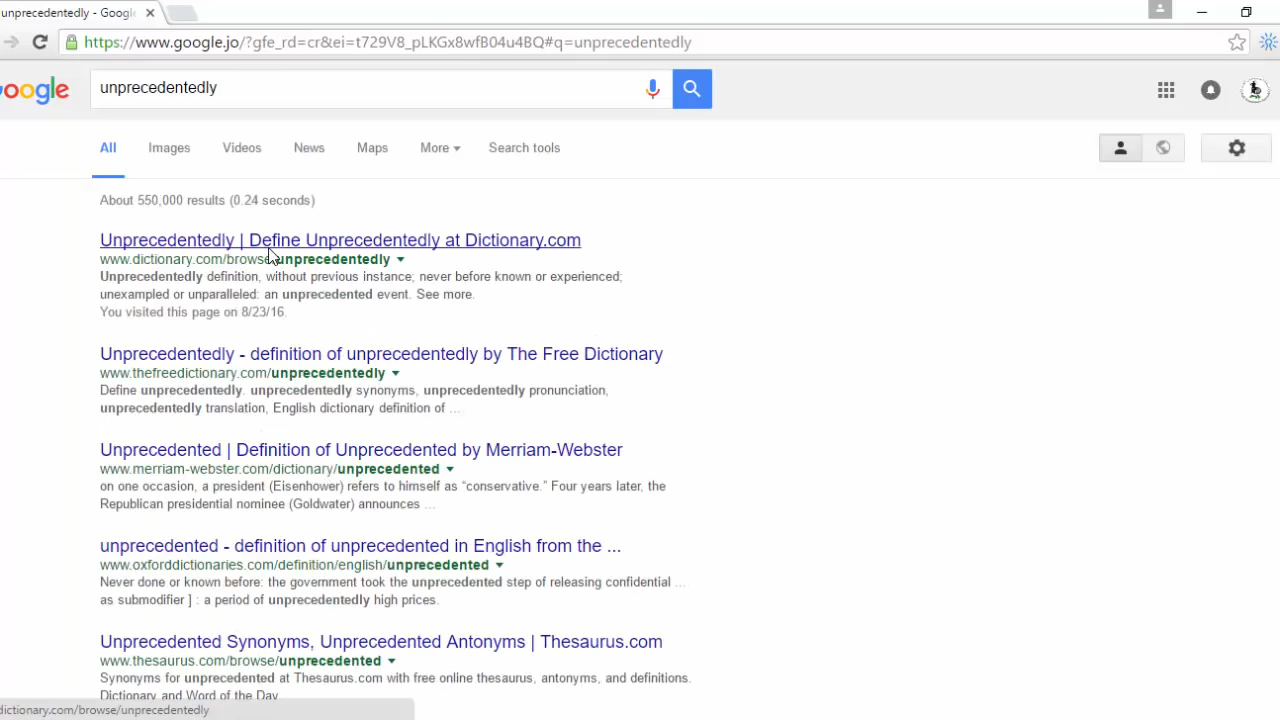 unprecedentedly - Google
https://www.google.jo/?gfe_rd=cr&ei=t729V8_pLKGx8wfB04u4BQ#q=unprecedentedly
oogle
unprecedentedly
All Images Videos News Maps More Search tools
About 550,000 results (0.24 seconds)
Unprecedentedly | Define Unprecedentedly at Dictionary.com
www.dictionary.com/browse/unprecedentedly
Unprecedentedly definition, without previous instance; never before known or experienced;
unexampled or unparalleled: an unprecedented event. See more.
You visited this page on 8/23/16.
Unprecedentedly - definition of unprecedentedly by The Free Dictionary
www.thefreedictionary.com/unprecedentedly
Define unprecedentedly. unprecedentedly synonyms, unprecedentedly pronunciation,
unprecedentedly translation, English dictionary definition of ...
Unprecedented | Definition of Unprecedented by Merriam-Webster
www.merriam-webster.com/dictionary/unprecedented
on one occasion, a president (Eisenhower) refers to himself as “conservative.” Four years later, the
Republican presidential nominee (Goldwater) announces ...
unprecedented - definition of unprecedented in English from the ...
www.oxforddictionaries.com/definition/english/unprecedented
Never done or known before: the government took the unprecedented step of releasing confidential ...
as submodifier ] : a period of unprecedentedly high prices.
Unprecedented Synonyms, Unprecedented Antonyms | Thesaurus.com
www.thesaurus.com/browse/unprecedented
Synonyms for unprecedented at Thesaurus.com with free online thesaurus, antonyms, and definitions.
Dictionary and Word of the Day.
dictionary.com/browse/unprecedentedly